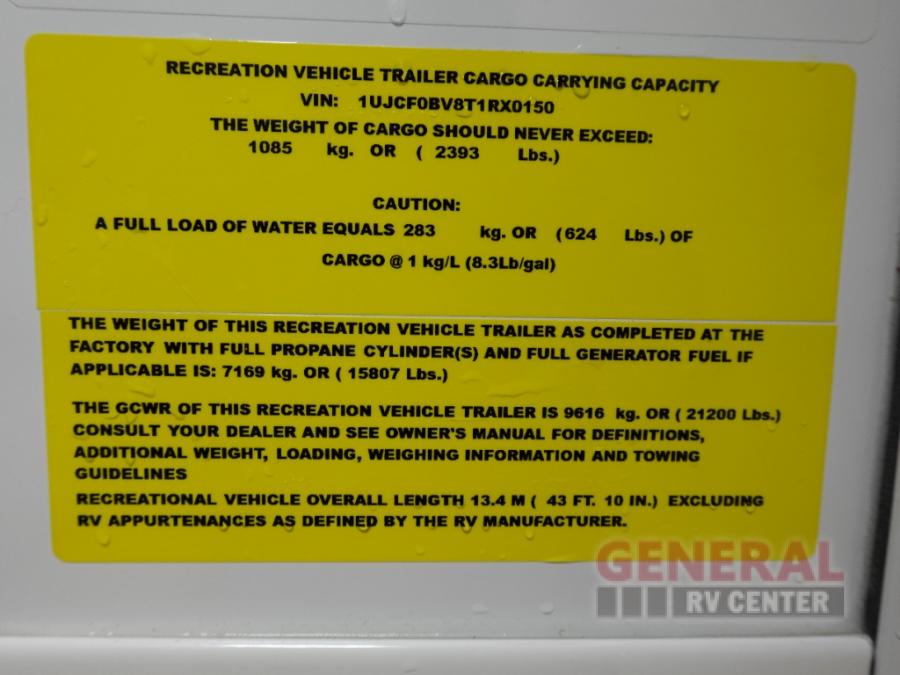 RECREATION VEHICLE TRAILER CARGO CARRYING CAPACITY
VIN: 1UJCF0BV8T1RX0150
THE WEIGHT OF CARGO SHOULD NEVER EXCEED:
1085 kg. OR ( 2393 Lbs.)
CAUTION:
A FULL LOAD OF WATER EQUALS 283 kg. OR (624 Lbs.) OF
CARGO @ 1 kg/L (8.3Lb/gal)
THE WEIGHT OF THIS RECREATION VEHICLE TRAILER AS COMPLETED AT THE
FACTORY WITH FULL PROPANE CYLINDER(S) AND FULL GENERATOR FUEL IF
APPLICABLE IS: 7169 kg. OR ( 15807 Lbs.)
THE GCWR OF THIS RECREATION VEHICLE TRAILER IS 9616 kg. OR ( 21200 Lbs.)
CONSULT YOUR DEALER AND SEE OWNER'S MANUAL FOR DEFINITIONS,
ADDITIONAL WEIGHT, LOADING, WEIGHING INFORMATION AND TOWING
GUIDELINES
RECREATIONAL VEHICLE OVERALL LENGTH 13.4 M ( 43 FT. 10 IN.) EXCLUDING
RV APPURTENANCES AS DEFINED BY THE RV MANUFACTURER.
GENERAL
RV CENTER